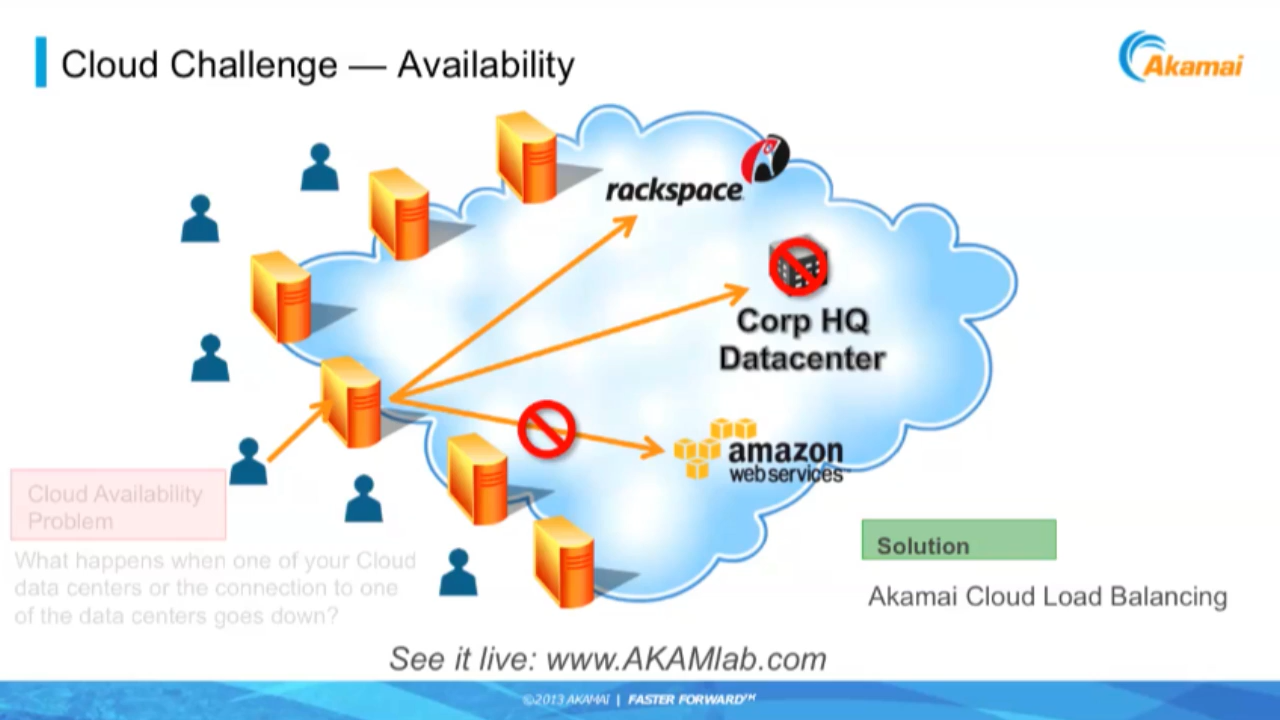 Cloud Challenge — Availability
Akamai
rackspace
Corp HQ
Datacenter
amazon
webservices™
Cloud Availability
Problem
What happens when one of your Cloud
data centers or the connection to one
of the data centers goes down?
Solution
Akamai Cloud Load Balancing
See it live: www.AKAMlab.com
©2013 AKAMAI | FASTER FORWARD™